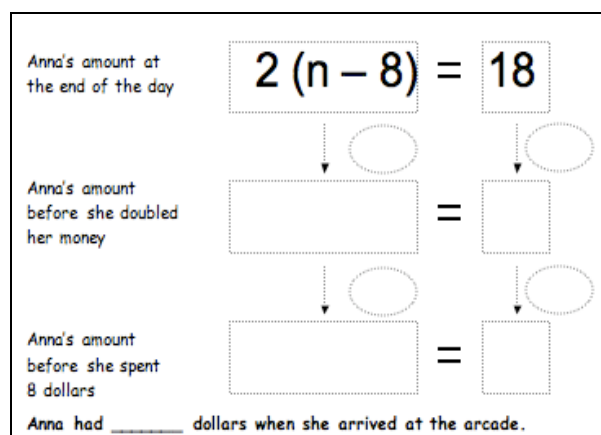 Anna's amount at
the end of the day
2 (n – 8) = 18
Anna's amount
before she doubled
her money
=
Anna's amount
before she spent
8 dollars
=
Anna had _______ dollars when she arrived at the arcade.